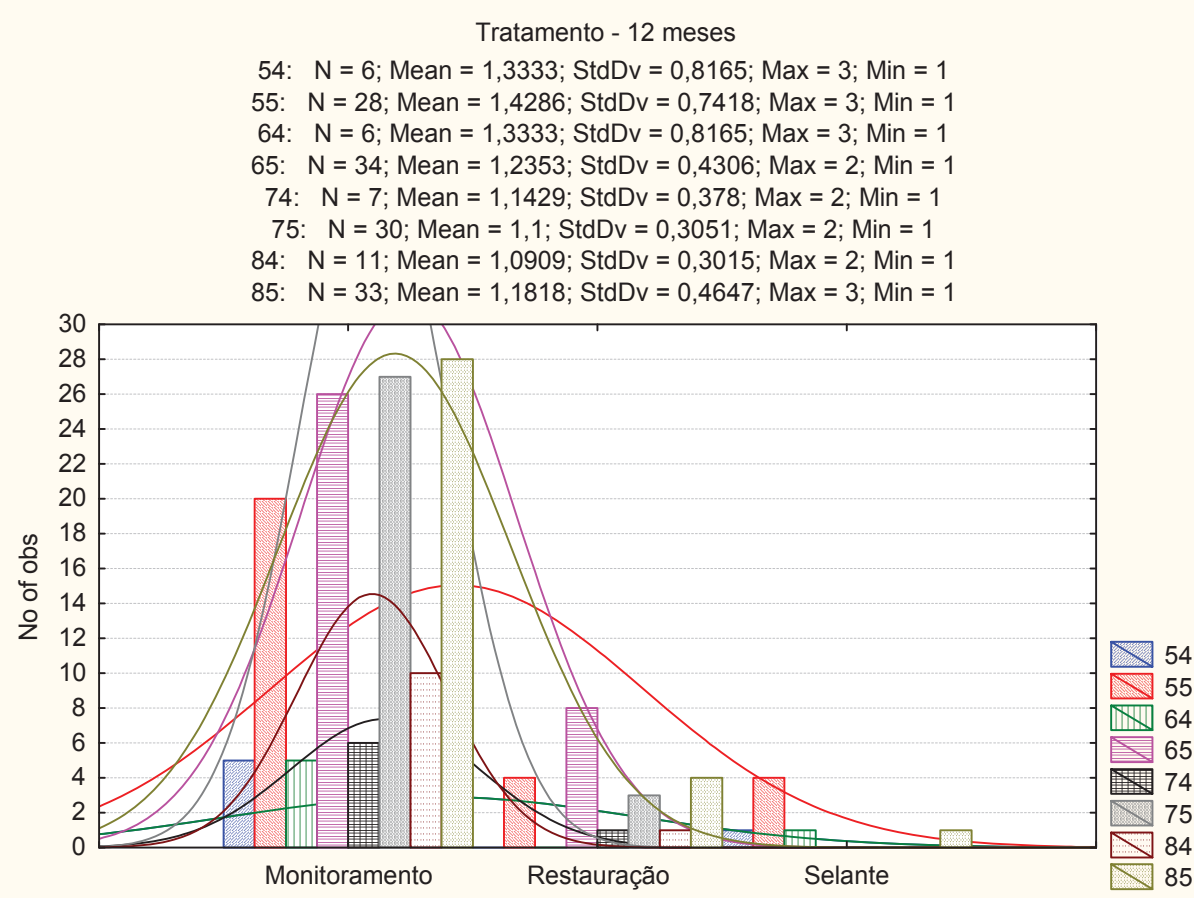 Tratamento - 12 meses
54: N = 6; Mean = 1,3333; StdDv = 0,8165; Max = 3; Min = 1
55: N = 28; Mean = 1,4286; StdDv = 0,7418; Max = 3; Min = 1
64: N = 6; Mean = 1,3333; StdDv = 0,8165; Max = 3; Min = 1
65: N = 34; Mean = 1,2353; StdDv = 0,4306; Max = 2; Min = 1
74: N = 7; Mean = 1,1429; StdDv = 0,378; Max = 2; Min = 1
75: N = 30; Mean = 1,1; StdDv = 0,3051; Max = 2; Min = 1
84: N = 11; Mean = 1,0909; StdDv = 0,3015; Max = 2; Min = 1
85: N = 33; Mean = 1,1818; StdDv = 0,4647; Max = 3; Min = 1
30
28
26
24
22
20
18
16
14
12
10
8
6
4
2
0
No of obs
Monitoramento Restauração Selante
54
55
64
65
74
75
84
85